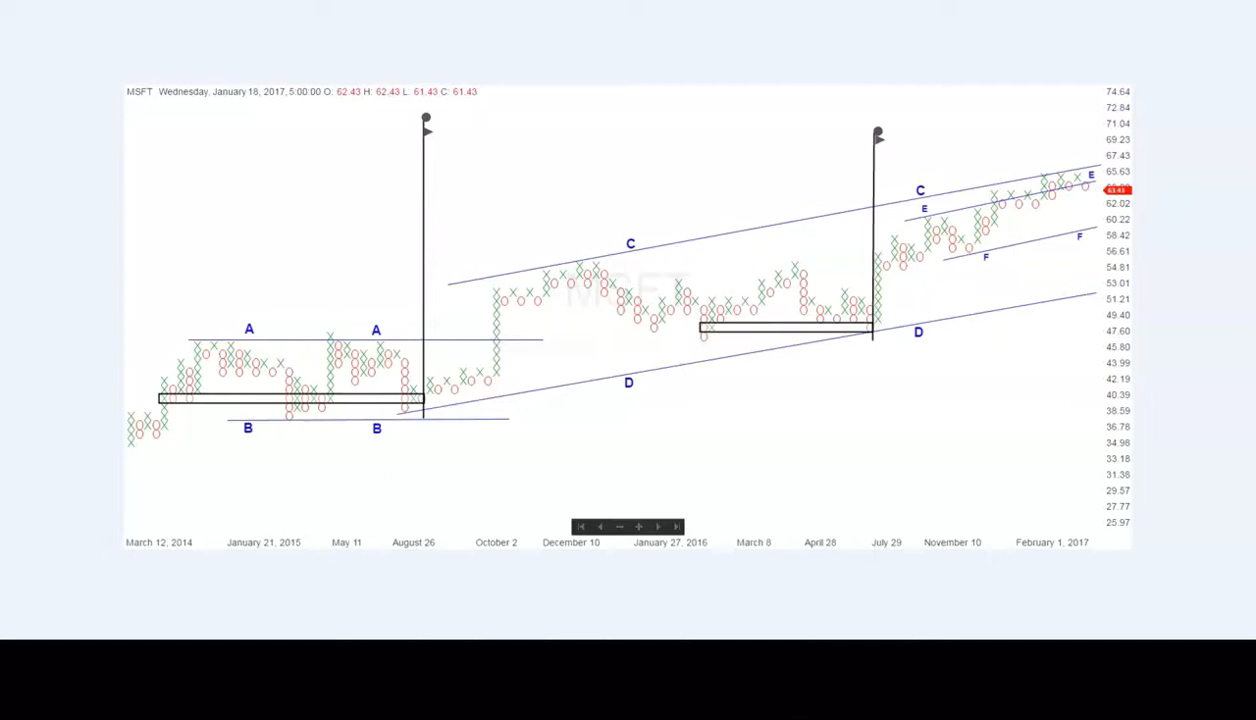 MSFT Wednesday, January 18, 2017, 5:00:00 O: 62.43 H: 62.43 L: 61.43 C: 61.43
74.64
72.84
71.04
69.23
67.43
65.63
E
C
63.43
E
62.02
60.22
F
58.42
C
F
56.61
54.81
MSFT
53.01
51.21
49.40
A
A
D
47.60
45.80
43.99
D
42.19
40.39
38.59
B
B
36.78
34.98
33.18
31.38
29.57
27.77
25.97
March 12, 2014 January 21, 2015 May 11 August 26 October 2 December 10 January 27, 2016 March 8 April 28 July 29 November 10 February 1, 2017